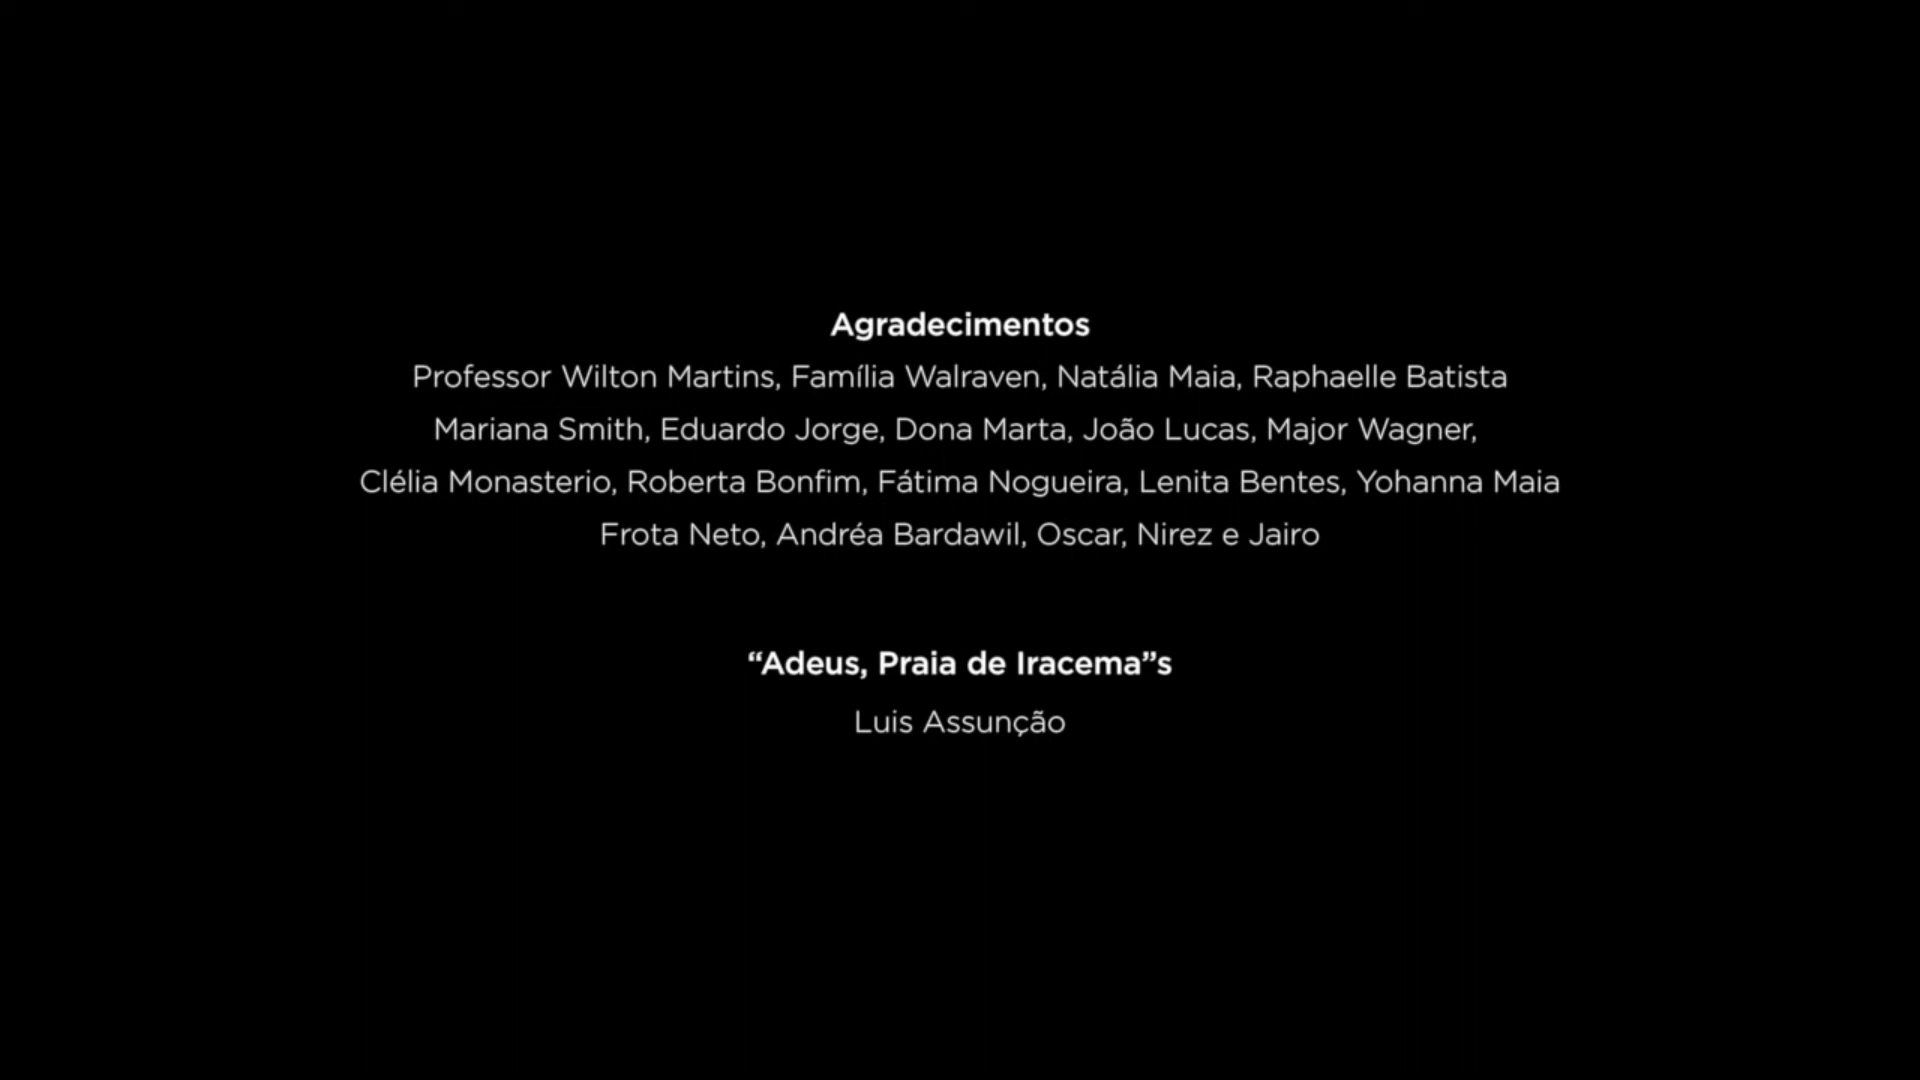 Agradecimentos
Professor Wilton Martins, Família Walraven, Natália Maia, Raphaelle Batista
Mariana Smith, Eduardo Jorge, Dona Marta, João Lucas, Major Wagner,
Clélia Monasterio, Roberta Bonfim, Fátima Nogueira, Lenita Bentes, Yohanna Maia
Frota Neto, Andréa Bardawil, Oscar, Nirez e Jairo
“Adeus, Praia de Iracema”s
Luis Assunção